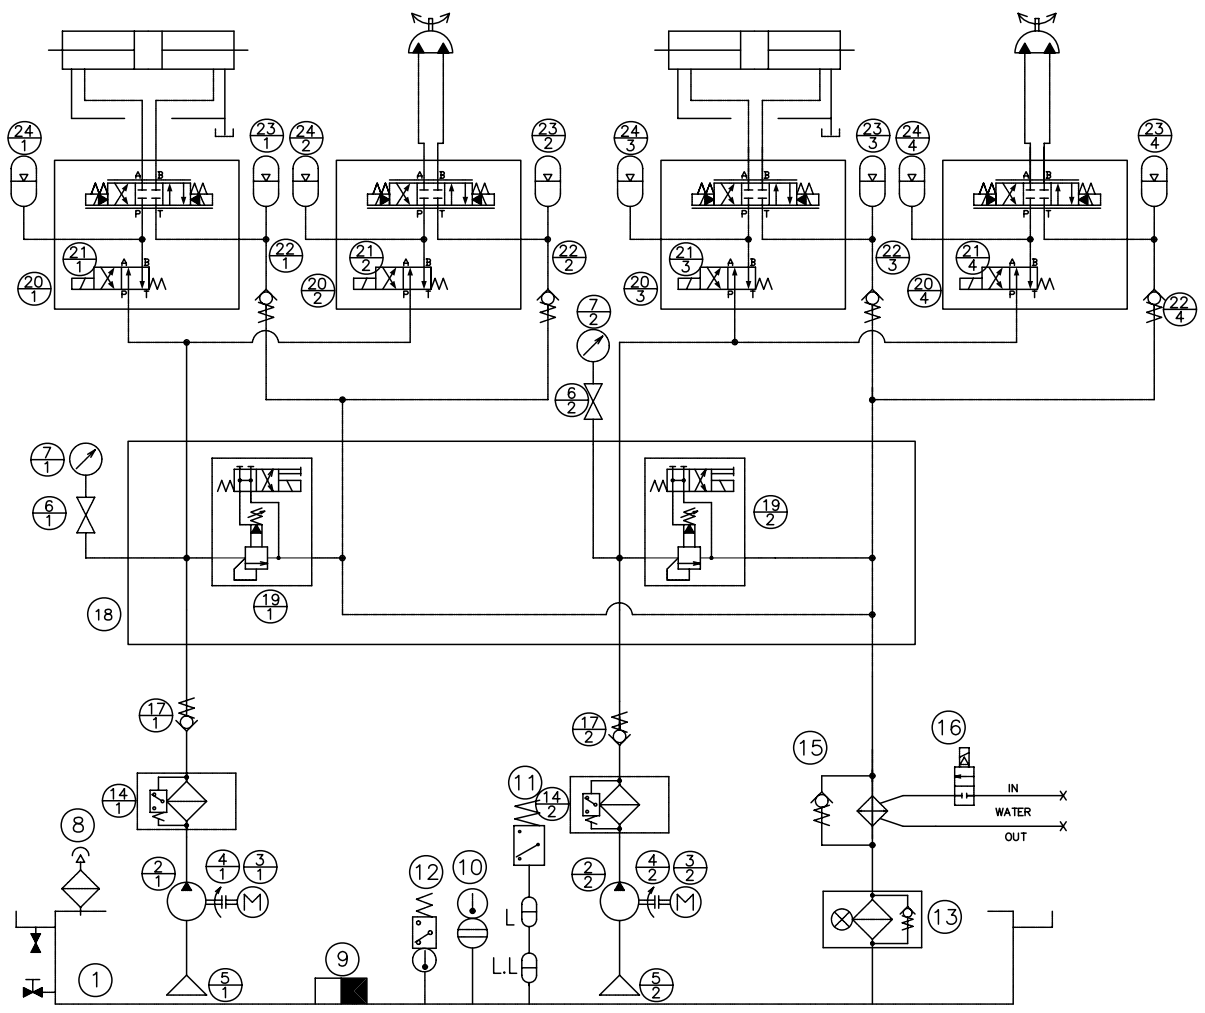 24 1
23 1
24 2
23 2
24 3
23 3
24 4
23 4
A B
A B
A B
A B
P T
P T
P T
P T
21 1
22 1
21 2
22 2
21 3
22 3
21 4
22 4
A B
A B
A B
A B
20 1
20 2
20 3
20 4
P T
P T
P T
P T
7 2
6 2
7 1
6 1
19 2
19 1
18
17 1
17 2
15
16
11
14 1
14 2
IN
WATER
OUT
8
2 1
4 1
3 1
12
10
2 2
4 2
3 2
M
M
L
13
L.L
1
5 1
9
5 2